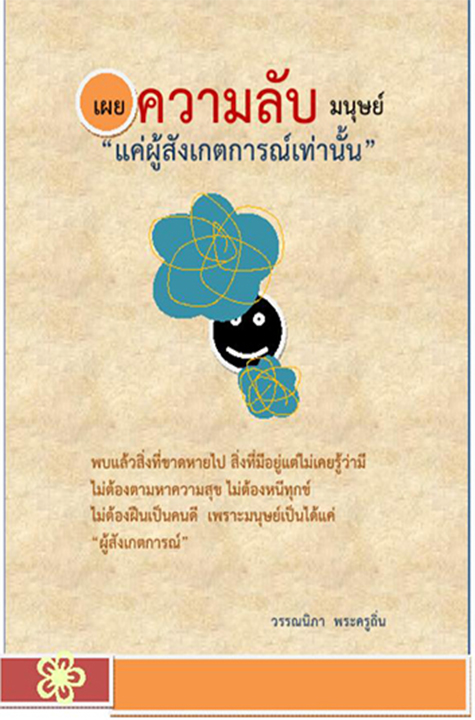 เผย ความลับ มนุษย์
“แค่ผู้สังเกตการณ์เท่านั้น”
พบแล้วสิ่งที่ขาดหายไป สิ่งที่มีอยู่แต่ไม่เคยรู้ว่ามี
ไม่ต้องตามหาความสุข ไม่ต้องหนีทุกข์
ไม่ต้องฝืนเป็นคนดี เพราะมนุษย์เป็นได้แค่
“ผู้สังเกตการณ์”
วรรณนิภา พระครูถิ่น